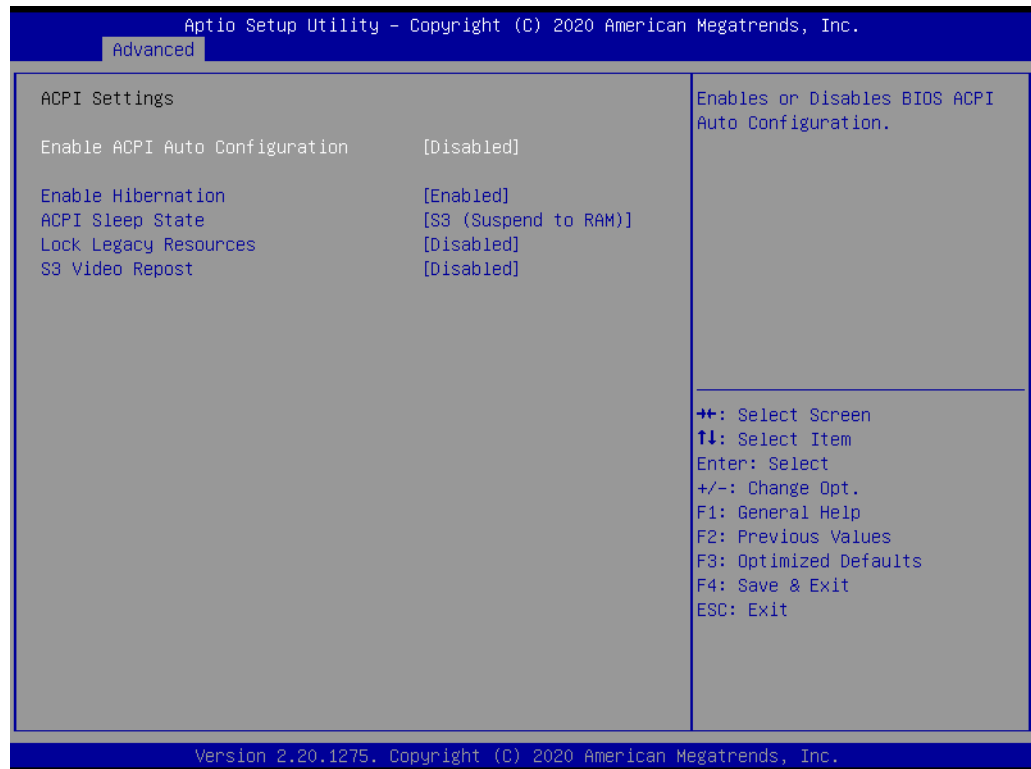 Aptio Setup Utility – Copyright (C) 2020 American Megatrends, Inc.
Advanced
ACPI Settings
Enable ACPI Auto Configuration [Disabled]
Enable Hibernation [Enabled]
ACPI Sleep State [S3 (Suspend to RAM)]
Lock Legacy Resources [Disabled]
S3 Video Repost [Disabled]
Enables or Disables BIOS ACPI
Auto Configuration.
→←: Select Screen
↑↓: Select Item
Enter: Select
+/-: Change Opt.
F1: General Help
F2: Previous Values
F3: Optimized Defaults
F4: Save & Exit
ESC: Exit
Version 2.20.1275. Copyright (C) 2020 American Megatrends, Inc.